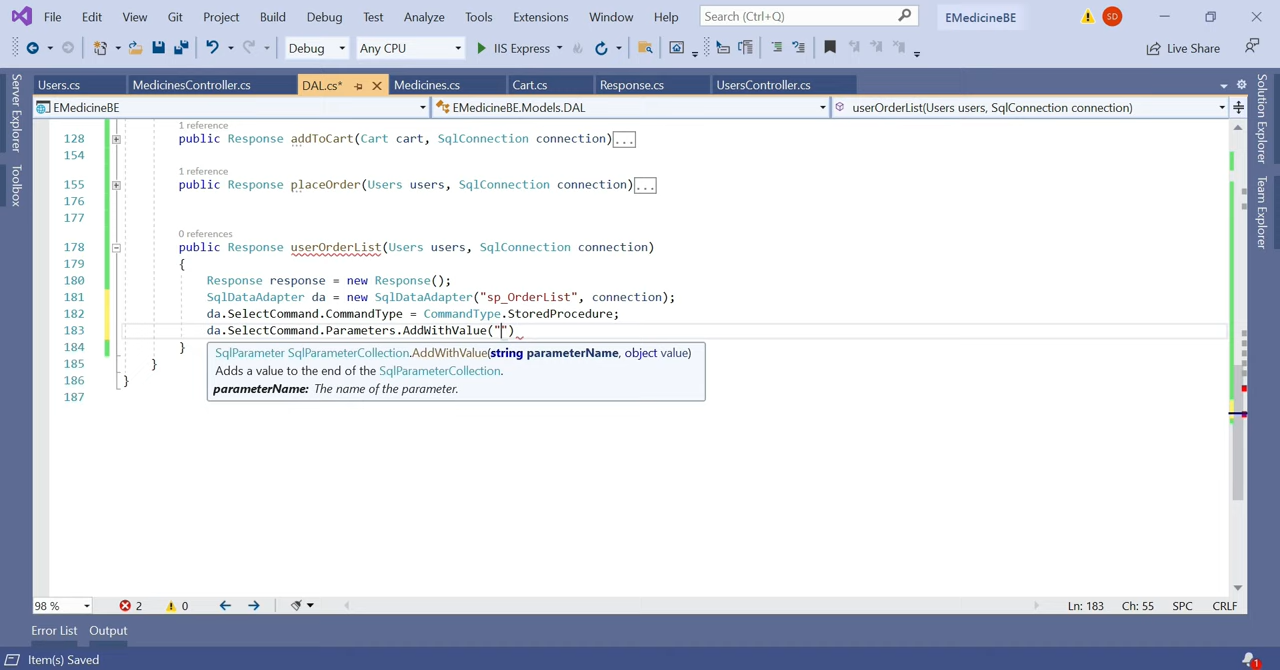 File Edit View Git Project Build Debug Test Analyze Tools Extensions Window Help Search (Ctrl+Q) EMedicineBE SD
Debug Any CPU IIS Express Live Share
Users.cs MedicinesController.cs DAL.cs* Medicines.cs Cart.cs Response.cs UsersController.cs
EMedicineBE EMedicineBE.Models.DAL userOrderList(Users users, SqlConnection connection)
1 reference
128 public Response addToCart(Cart cart, SqlConnection connection)...
154
1 reference
155 public Response placeOrder(Users users, SqlConnection connection)...
176
177
0 references
178 public Response userOrderList(Users users, SqlConnection connection)
179 {
180 Response response = new Response();
181 SqlDataAdapter da = new SqlDataAdapter("sp_OrderList", connection);
182 da.SelectCommand.CommandType = CommandType.StoredProcedure;
183 da.SelectCommand.Parameters.AddWithValue("")
184 }
SqlParameter SqlParameterCollection.AddWithValue(string parameterName, object value)
Adds a value to the end of the SqlParameterCollection.
parameterName: The name of the parameter.
185 }
186 }
187
98 % 2 0 Ln: 183 Ch: 55 SPC CRLF
Error List Output
Item(s) Saved 1
Server Explorer
Toolbox
Solution Explorer
Team Explorer